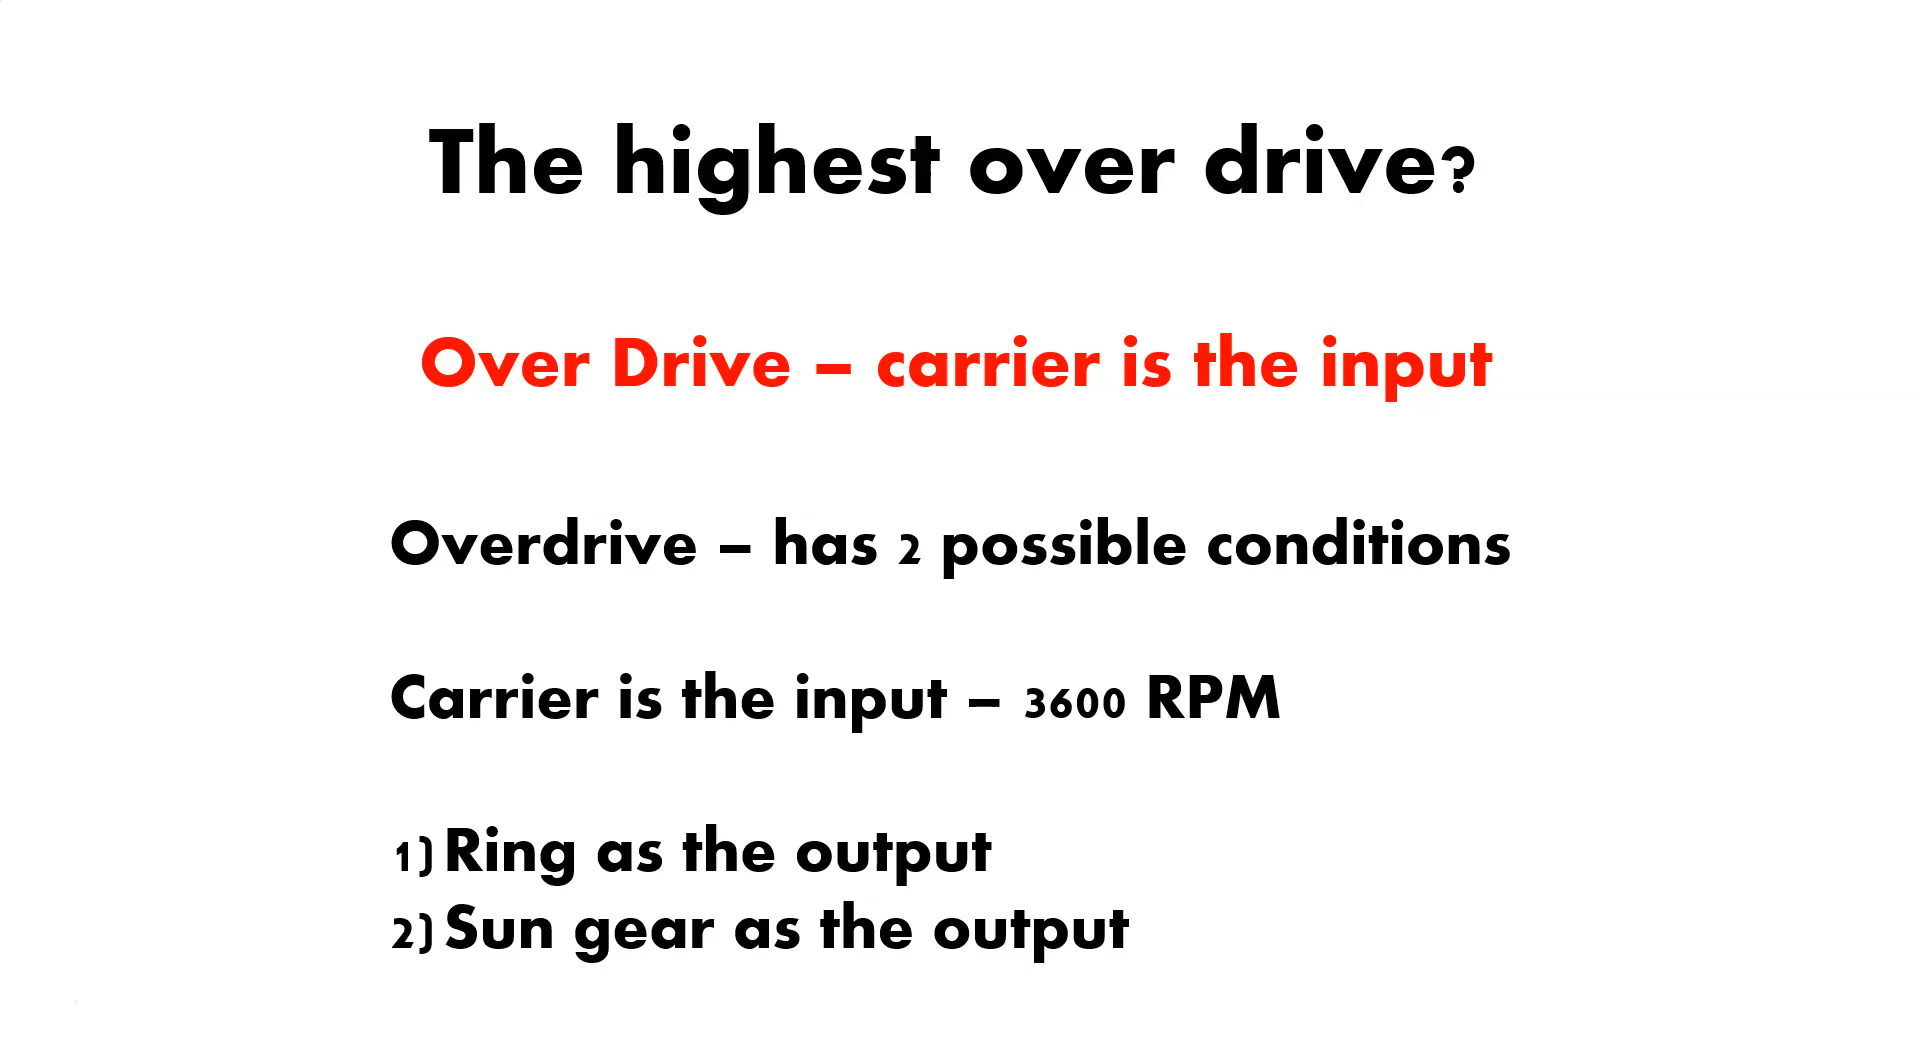 The highest over drive?
Over Drive – carrier is the input
Overdrive – has 2 possible conditions
Carrier is the input – 3600 RPM
1) Ring as the output
2) Sun gear as the output